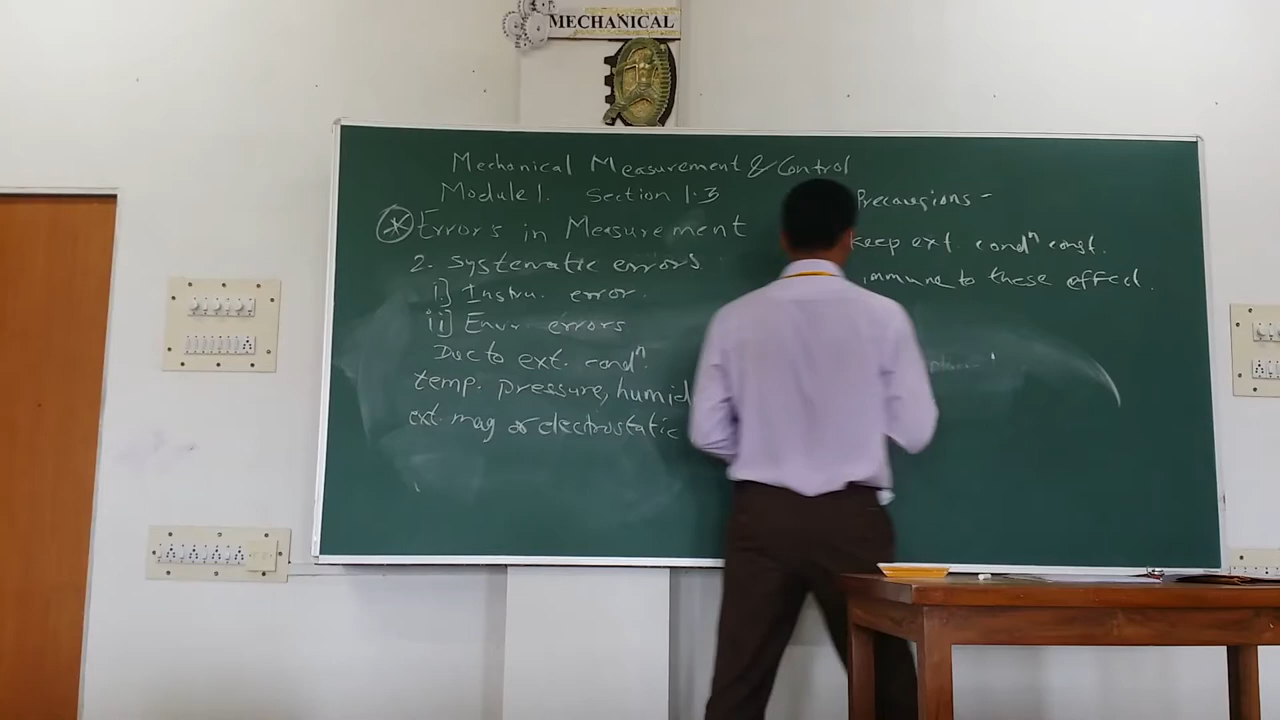 MECHANICAL
Mechanical Measurement & Control
Module 1. Section 1.3
* Errors in Measurement
2. Systematic errors.
i] Instru. error.
ii] Envr. errors
Due to ext. condⁿ.
temp. pressure, humid
ext. mag or electrostatic
Precautions -
keep ext. condⁿ const.
immune to these effect.